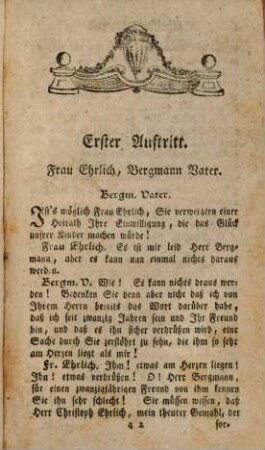 Erster Auftritt.
Frau Ehrlich, Bergmann Vater.
Bergm. Vater.
Ist's möglich Frau Ehrlich, Sie verweigern einer
Heirath Ihre Einwilligung, die das Glück
unsrer Kinder machen würde!
Frau Ehrlich. Es ist mir leid Herr Berg-
mann, aber es kann nun einmal nichts daraus
werd.n.
Bergm. V. Wie! Es kann nichts draus wer-
den! Bedenken Sie denn aber nicht daß ich von
Ihrem Herrn bereits das Wort darüber habe,
daß ich seit zwanzig Jahren sein und Ihr Freund
bin, und daß es ihn sicher verdrüßen wird, eine
Sache durch Sie zerstöhrt zu sehn, die ihm so sehr
am Herzen liegt als mir!
Fr. Ehrlich. Ihm! etwas am Herzen liegen!
Ihn! etwas verdrüßen! O! Herr Bergmann,
für einen zwanzigjährigen Freund von ihm kennen
Sie ihn sehr schlecht! Sie müssen wissen, daß
Herr Christoph Ehrlich, mein theurer Gemahl, der
a 2 sor-